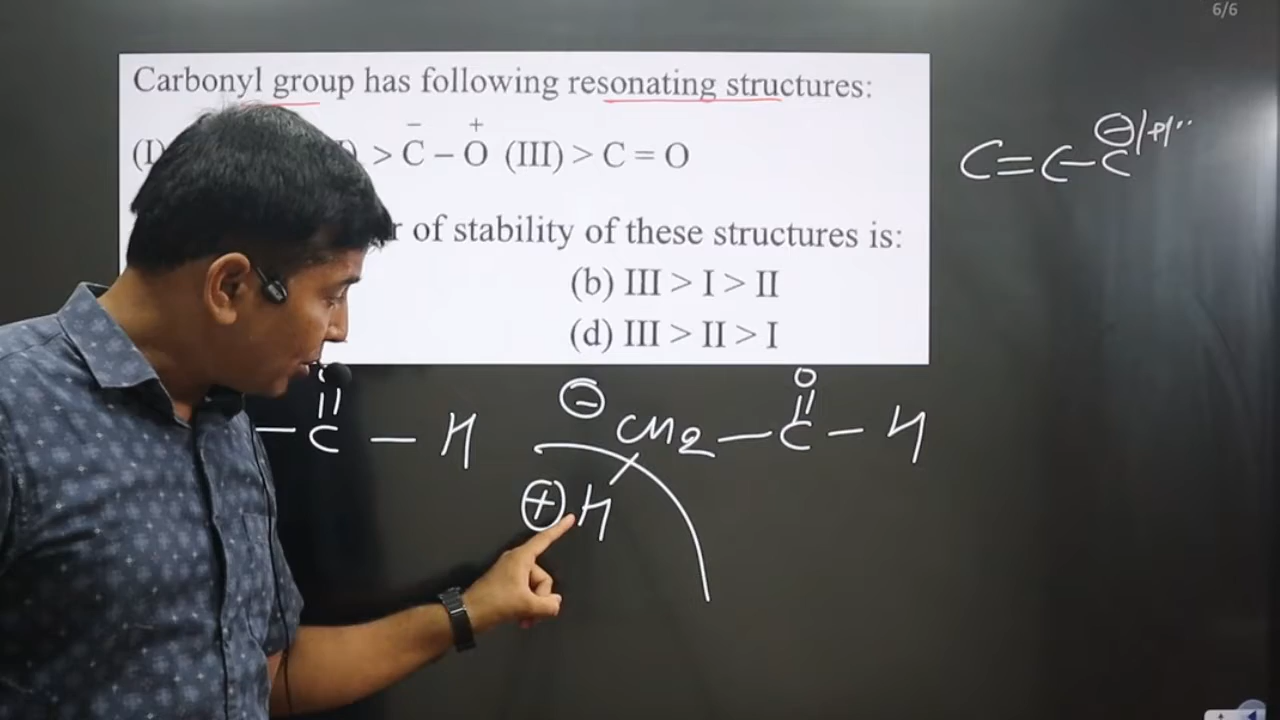 6/6
Carbonyl group has following resonating structures:
(I) > C̄ – O⁺ (III) > C = O
of stability of these structures is:
(b) III > I > II
(d) III > II > I
C=C–C ⊖/⊕/··
– C – H
O
⊖ CH2 – C – H
O
⊕ H